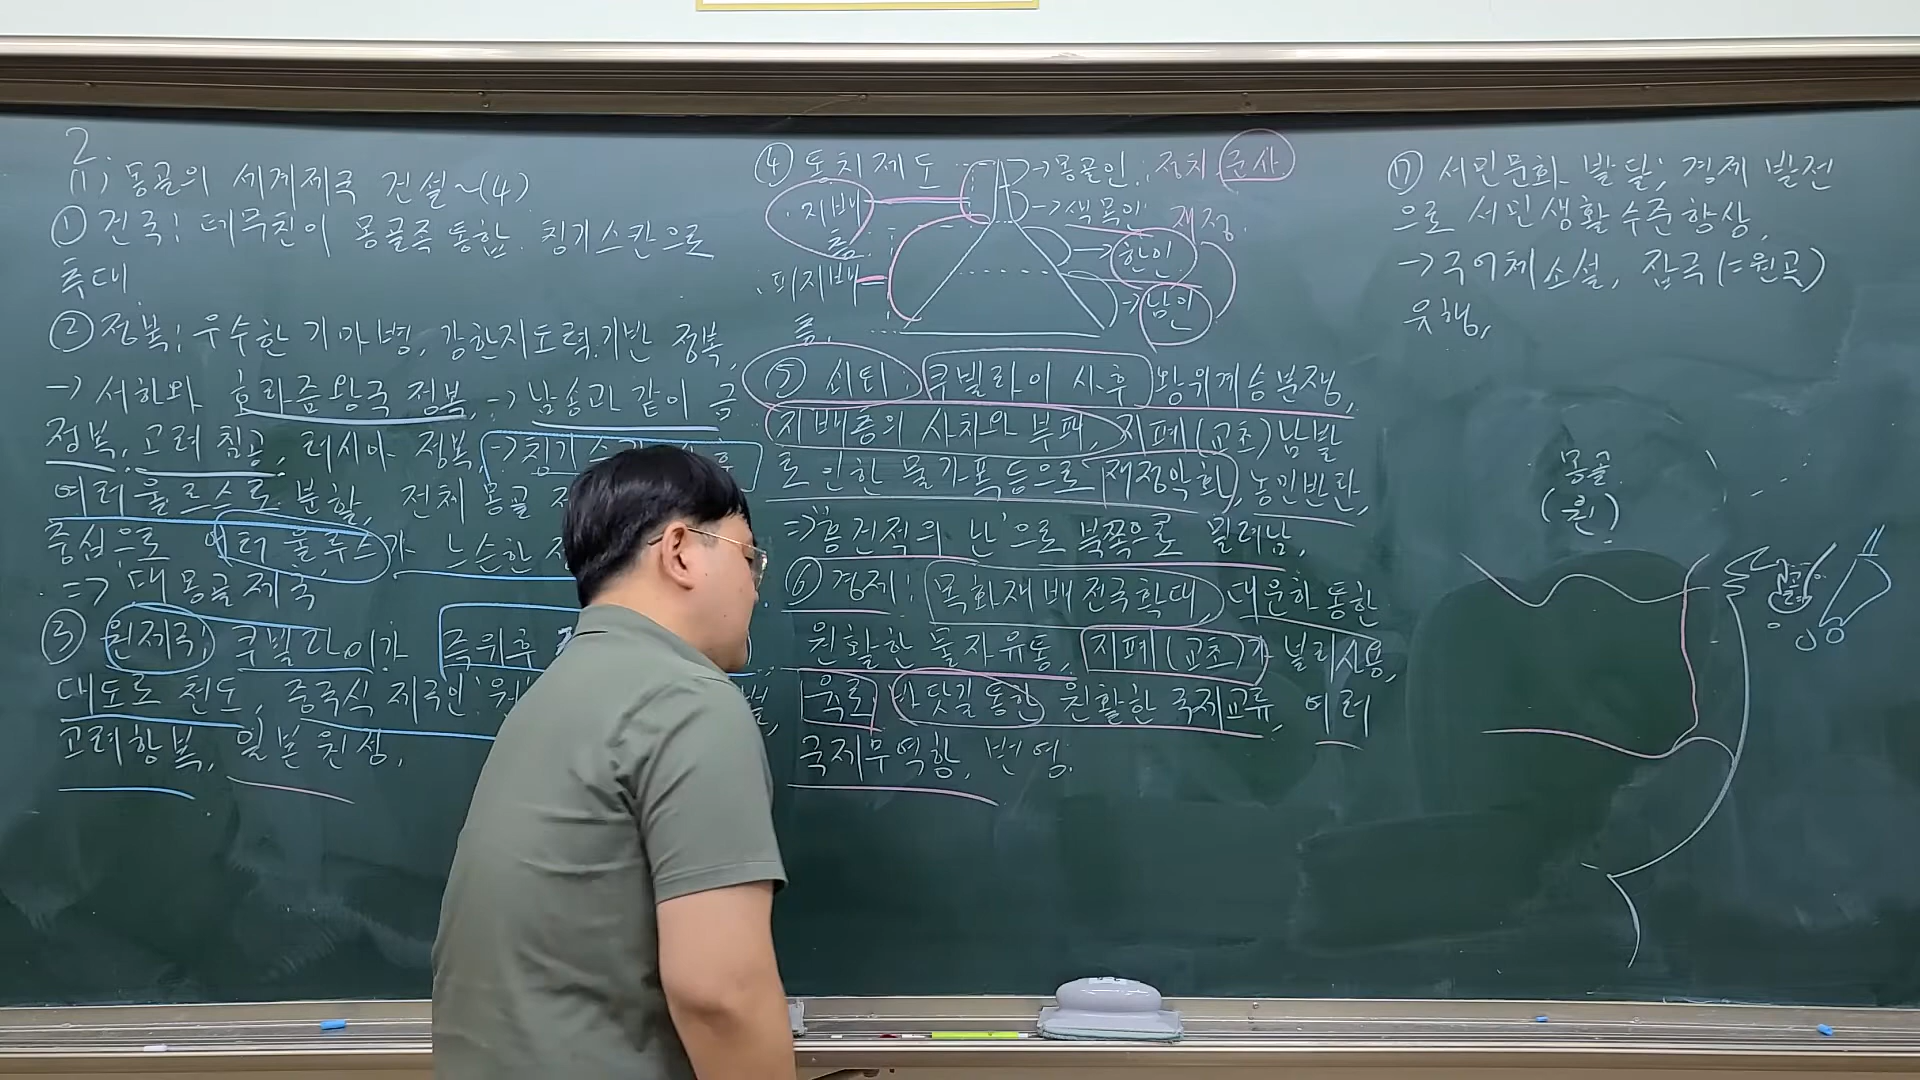 2.
(1) 몽골의 세계제국 건설~(4)
① 건국: 테무친이 몽골족 통합. 칭기스칸으로
추대.
② 정복: 우수한 기마병, 강한지도력.기반 정복,
-> 서하와 호라즘왕국 정복, -> 남송과 같이 금
정복, 고려 침공, 러시아 정복, -> 칭기스칸 사후
여러 울르스로 분할, 전체 몽골
중심으로 여러 울루스가 느슨한
=> 대몽골제국
③ 원제국: 쿠빌라이가 즉위후
대도로 천도, 중국식 제국인 '원'
고려항복, 일본 원정.
④ 통치제도
.지배
층
.피지배
층.
-> 몽골인: 정치 군사
-> 색목인: 재정.
-> 한인
-> 남인
⑤ 쇠퇴: 쿠빌라이 사후 왕위계승분쟁,
지배층의 사치와 부패, 지폐(교초)남발
로 인한 물가폭등으로 재정악화, 농민반란,
=> '홍건적의 난'으로 북쪽으로 밀려남,
⑥ 경제: 목화재배전국확대, 대운하 통한
원활한 물자유통, 지폐(교초)가 널리사용,
육로 바닷길 통한 원활한 국제교류, 여러
국제무역항, 번영.
⑦ 서민문화 발달; 경제 발전
으로 서민생활수준향상,
-> 구어체소설, 잡극(=원곡)
유행,
몽골
(원)